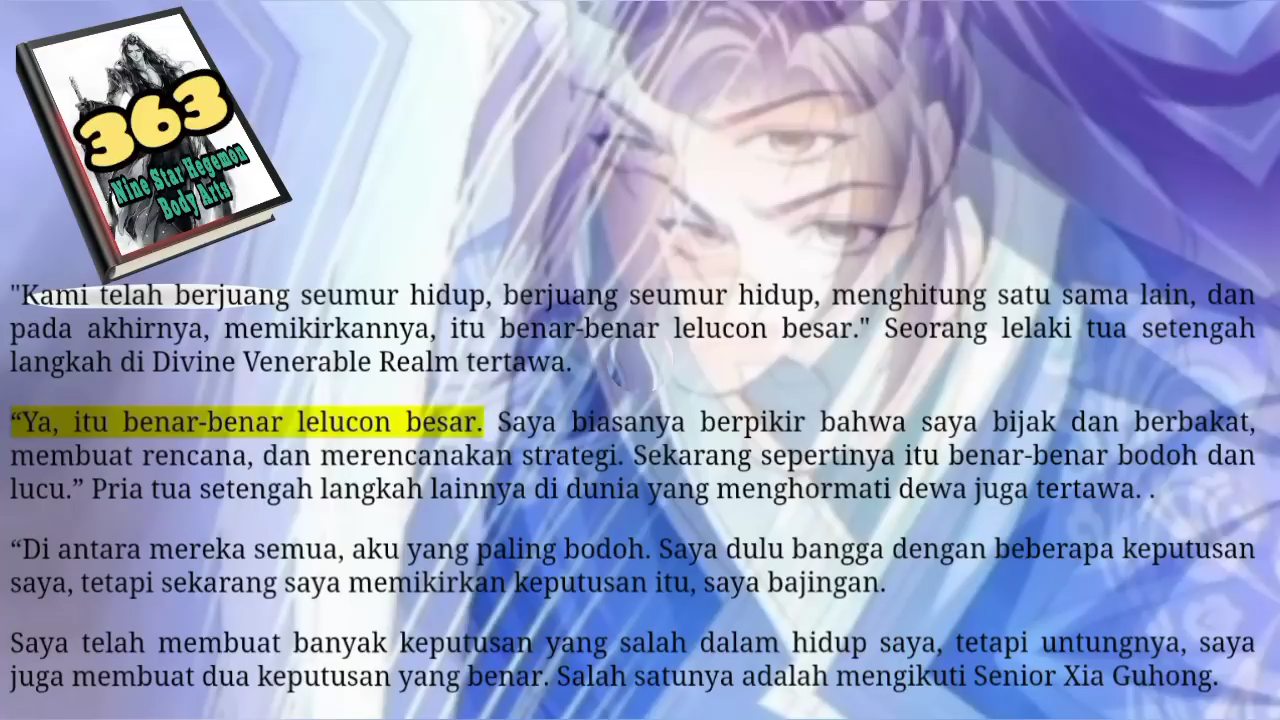 363
Nine Star Hegemon
Body Arts
"Kami telah berjuang seumur hidup, berjuang seumur hidup, menghitung satu sama lain, dan
pada akhirnya, memikirkannya, itu benar-benar lelucon besar." Seorang lelaki tua setengah
langkah di Divine Venerable Realm tertawa.
“Ya, itu benar-benar lelucon besar. Saya biasanya berpikir bahwa saya bijak dan berbakat,
membuat rencana, dan merencanakan strategi. Sekarang sepertinya itu benar-benar bodoh dan
lucu.” Pria tua setengah langkah lainnya di dunia yang menghormati dewa juga tertawa. .
“Di antara mereka semua, aku yang paling bodoh. Saya dulu bangga dengan beberapa keputusan
saya, tetapi sekarang saya memikirkan keputusan itu, saya bajingan.
Saya telah membuat banyak keputusan yang salah dalam hidup saya, tetapi untungnya, saya
juga membuat dua keputusan yang benar. Salah satunya adalah mengikuti Senior Xia Guhong.